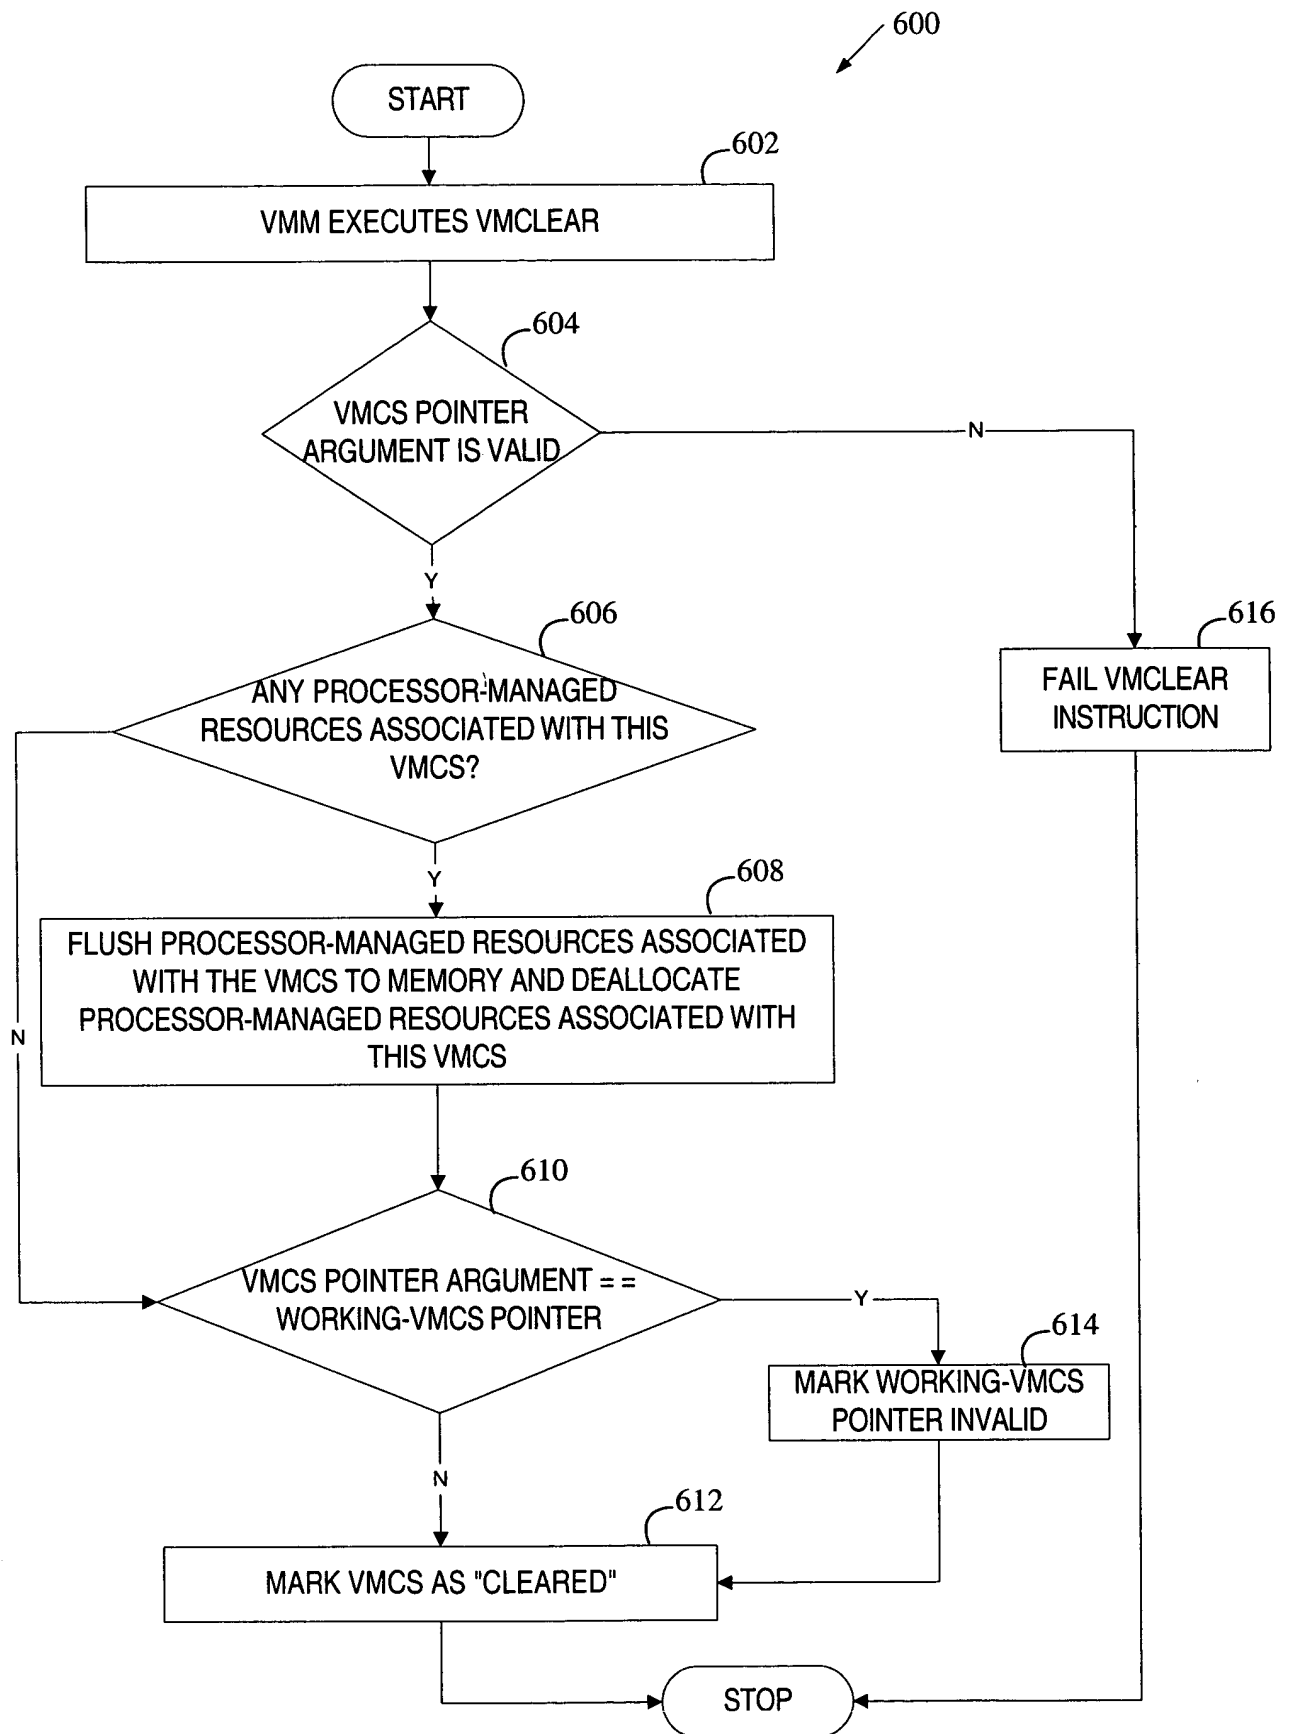 600
START
602
VMM EXECUTES VMCLEAR
604
VMCS POINTER
ARGUMENT IS VALID
N
Y
606
616
ANY PROCESSOR-MANAGED
RESOURCES ASSOCIATED WITH THIS
VMCS?
FAIL VMCLEAR
INSTRUCTION
Y
608
FLUSH PROCESSOR-MANAGED RESOURCES ASSOCIATED
WITH THE VMCS TO MEMORY AND DEALLOCATE
PROCESSOR-MANAGED RESOURCES ASSOCIATED WITH
THIS VMCS
N
610
VMCS POINTER ARGUMENT = =
WORKING-VMCS POINTER
Y
614
MARK WORKING-VMCS
POINTER INVALID
N
612
MARK VMCS AS "CLEARED"
STOP